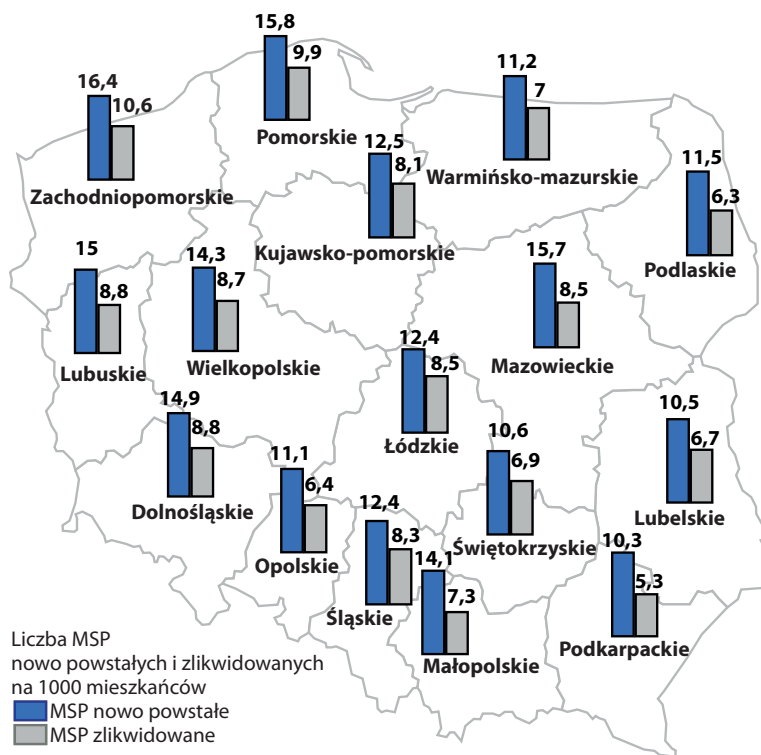 15,8
9,9
Pomorskie
16,4
10,6
Zachodniopomorskie
11,2
7
Warmińsko-mazurskie
12,5
8,1
Kujawsko-pomorskie
11,5
6,3
Podlaskie
15
8,8
Lubuskie
14,3
8,7
Wielkopolskie
15,7
8,5
Mazowieckie
12,4
8,5
Łódzkie
14,9
8,8
Dolnośląskie
11,1
6,4
Opolskie
10,6
6,9
Świętokrzyskie
10,5
6,7
Lubelskie
12,4
8,3
Śląskie
14,1
7,3
Małopolskie
10,3
5,3
Podkarpackie
Liczba MSP
nowo powstałych i zlikwidowanych
na 1000 mieszkańców
MSP nowo powstałe
MSP zlikwidowane